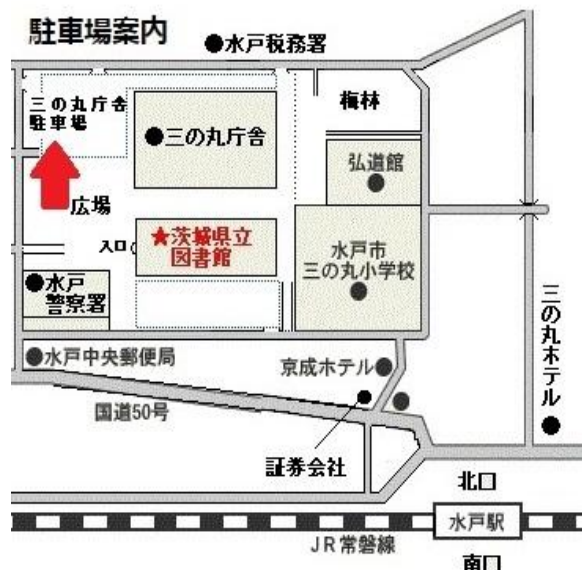 駐車場案内
●水戸税務署
三の丸庁舎
駐車場
梅林
●三の丸庁舎
弘道館
広場
入口
★茨城県立
図書館
水戸市
三の丸小学校
●水戸
警察署
三の丸ホテル
●水戸中央郵便局
京成ホテル●
国道50号
証券会社
北口
水戸駅
JR常磐線
南口